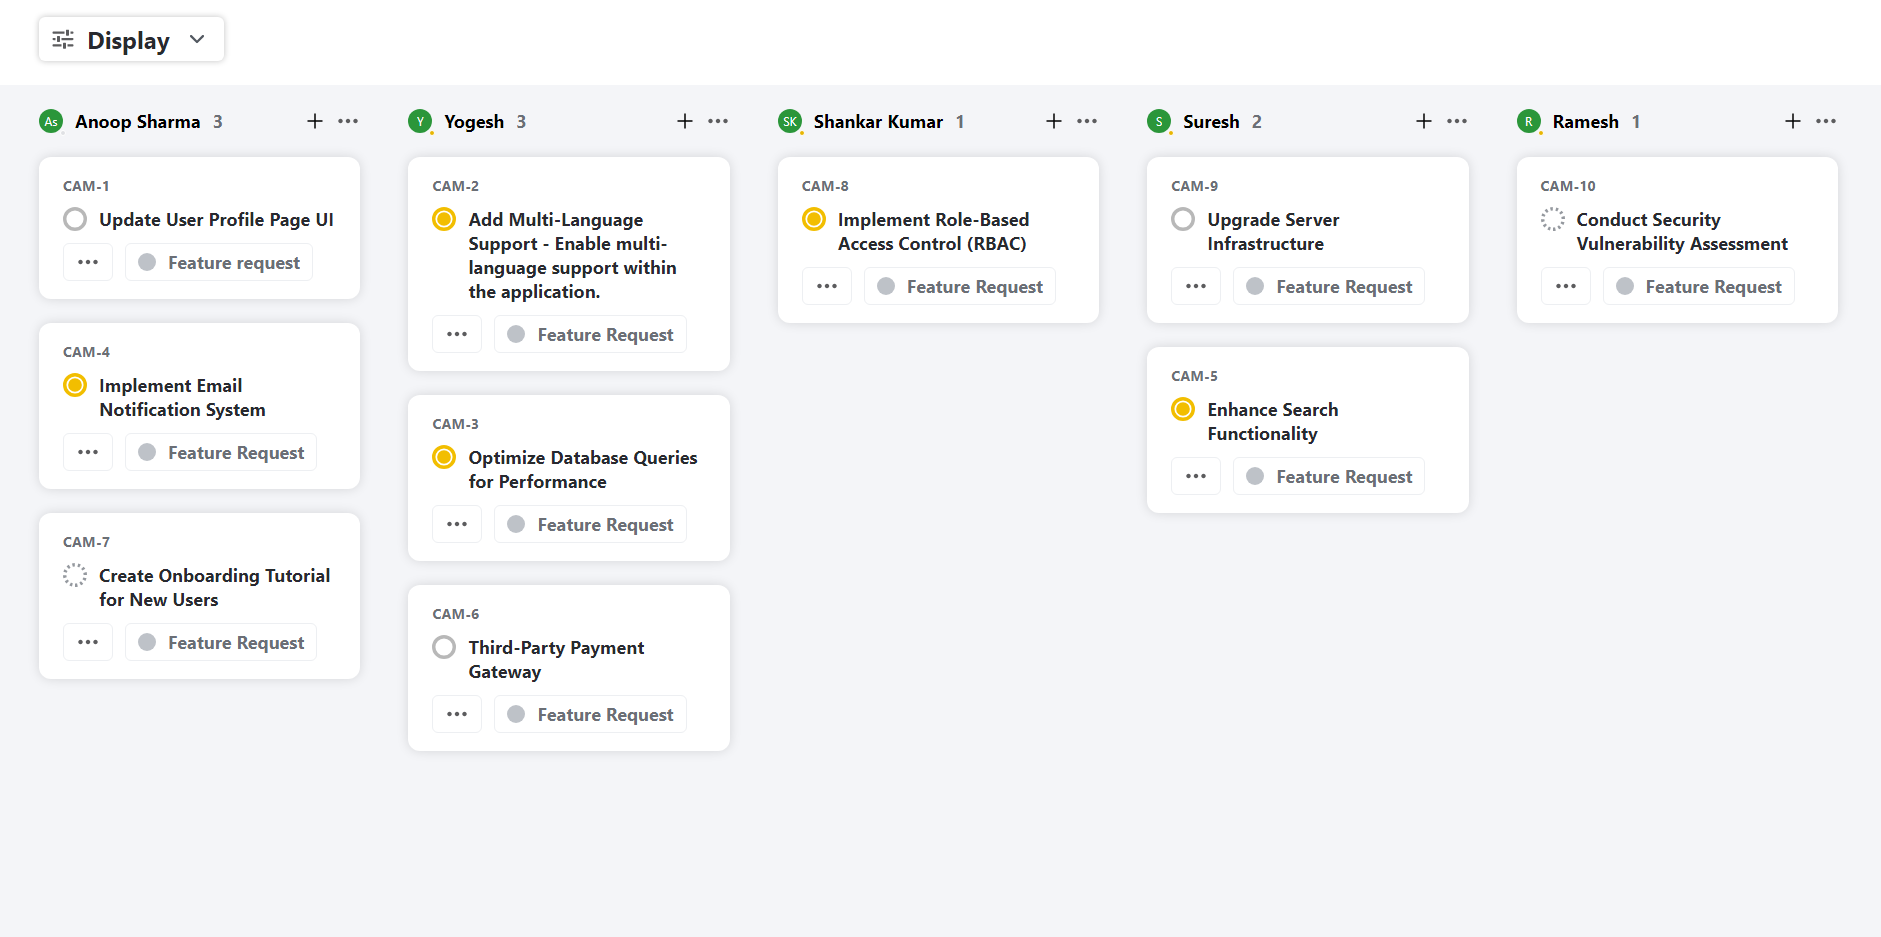 Display
As Anoop Sharma 3
CAM-1
Update User Profile Page UI
Feature request
CAM-4
Implement Email
Notification System
Feature Request
CAM-7
Create Onboarding Tutorial
for New Users
Feature Request
Y Yogesh 3
CAM-2
Add Multi-Language
Support - Enable multi-
language support within
the application.
Feature Request
CAM-3
Optimize Database Queries
for Performance
Feature Request
CAM-6
Third-Party Payment
Gateway
Feature Request
SK Shankar Kumar 1
CAM-8
Implement Role-Based
Access Control (RBAC)
Feature Request
S Suresh 2
CAM-9
Upgrade Server
Infrastructure
Feature Request
CAM-5
Enhance Search
Functionality
Feature Request
R Ramesh 1
CAM-10
Conduct Security
Vulnerability Assessment
Feature Request